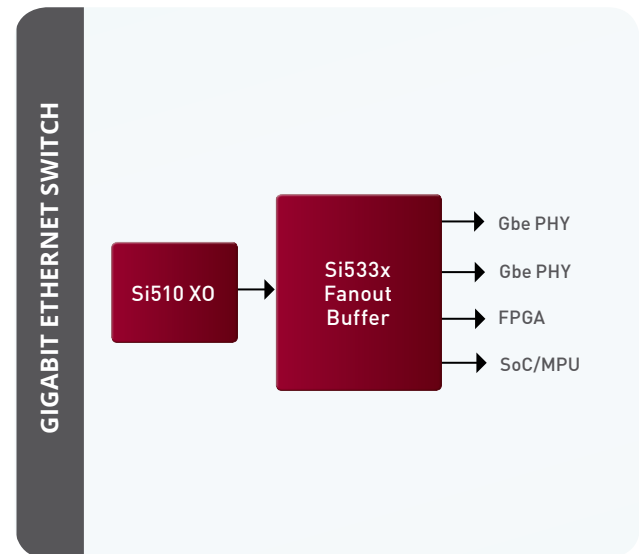 GIGABIT ETHERNET SWITCH
Si510 XO
Si533x
Fanout
Buffer
Gbe PHY
Gbe PHY
FPGA
SoC/MPU